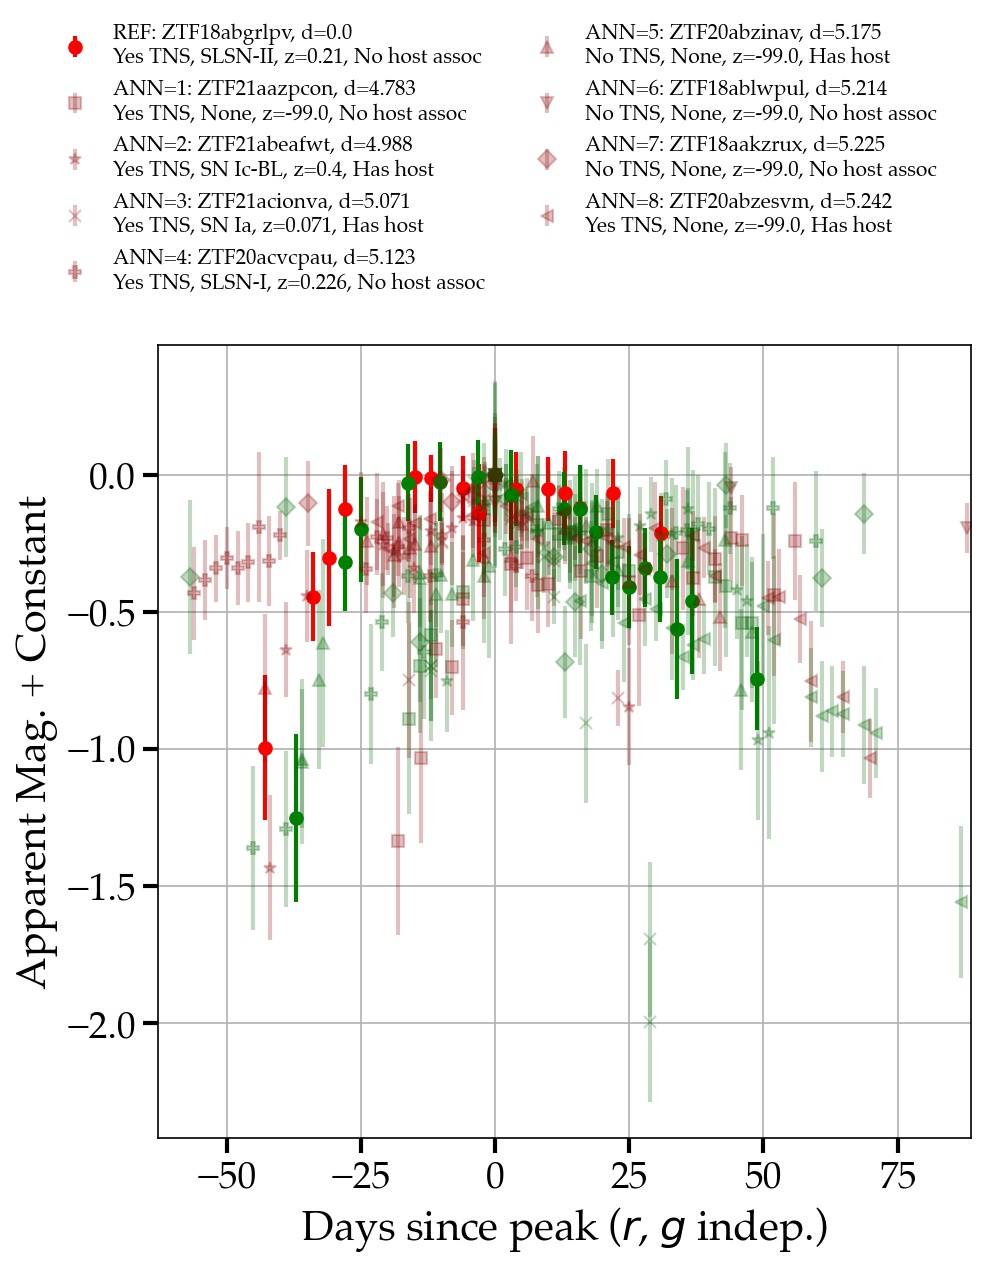 REF: ZTF18abgrlpv, d=0.0
Yes TNS, SLSN-II, z=0.21, No host assoc
ANN=1: ZTF21aazpcon, d=4.783
Yes TNS, None, z=-99.0, No host assoc
ANN=2: ZTF21abeafwt, d=4.988
Yes TNS, SN Ic-BL, z=0.4, Has host
ANN=3: ZTF21acionva, d=5.071
Yes TNS, SN Ia, z=0.071, Has host
ANN=4: ZTF20acvcpau, d=5.123
Yes TNS, SLSN-I, z=0.226, No host assoc
ANN=5: ZTF20abzinav, d=5.175
No TNS, None, z=-99.0, Has host
ANN=6: ZTF18ablwpul, d=5.214
No TNS, None, z=-99.0, No host assoc
ANN=7: ZTF18aakzrux, d=5.225
No TNS, None, z=-99.0, No host assoc
ANN=8: ZTF20abzesvm, d=5.242
Yes TNS, None, z=-99.0, Has host
Apparent Mag. + Constant
0.0
−0.5
−1.0
−1.5
−2.0
−50 −25 0 25 50 75
Days since peak (r, g indep.)